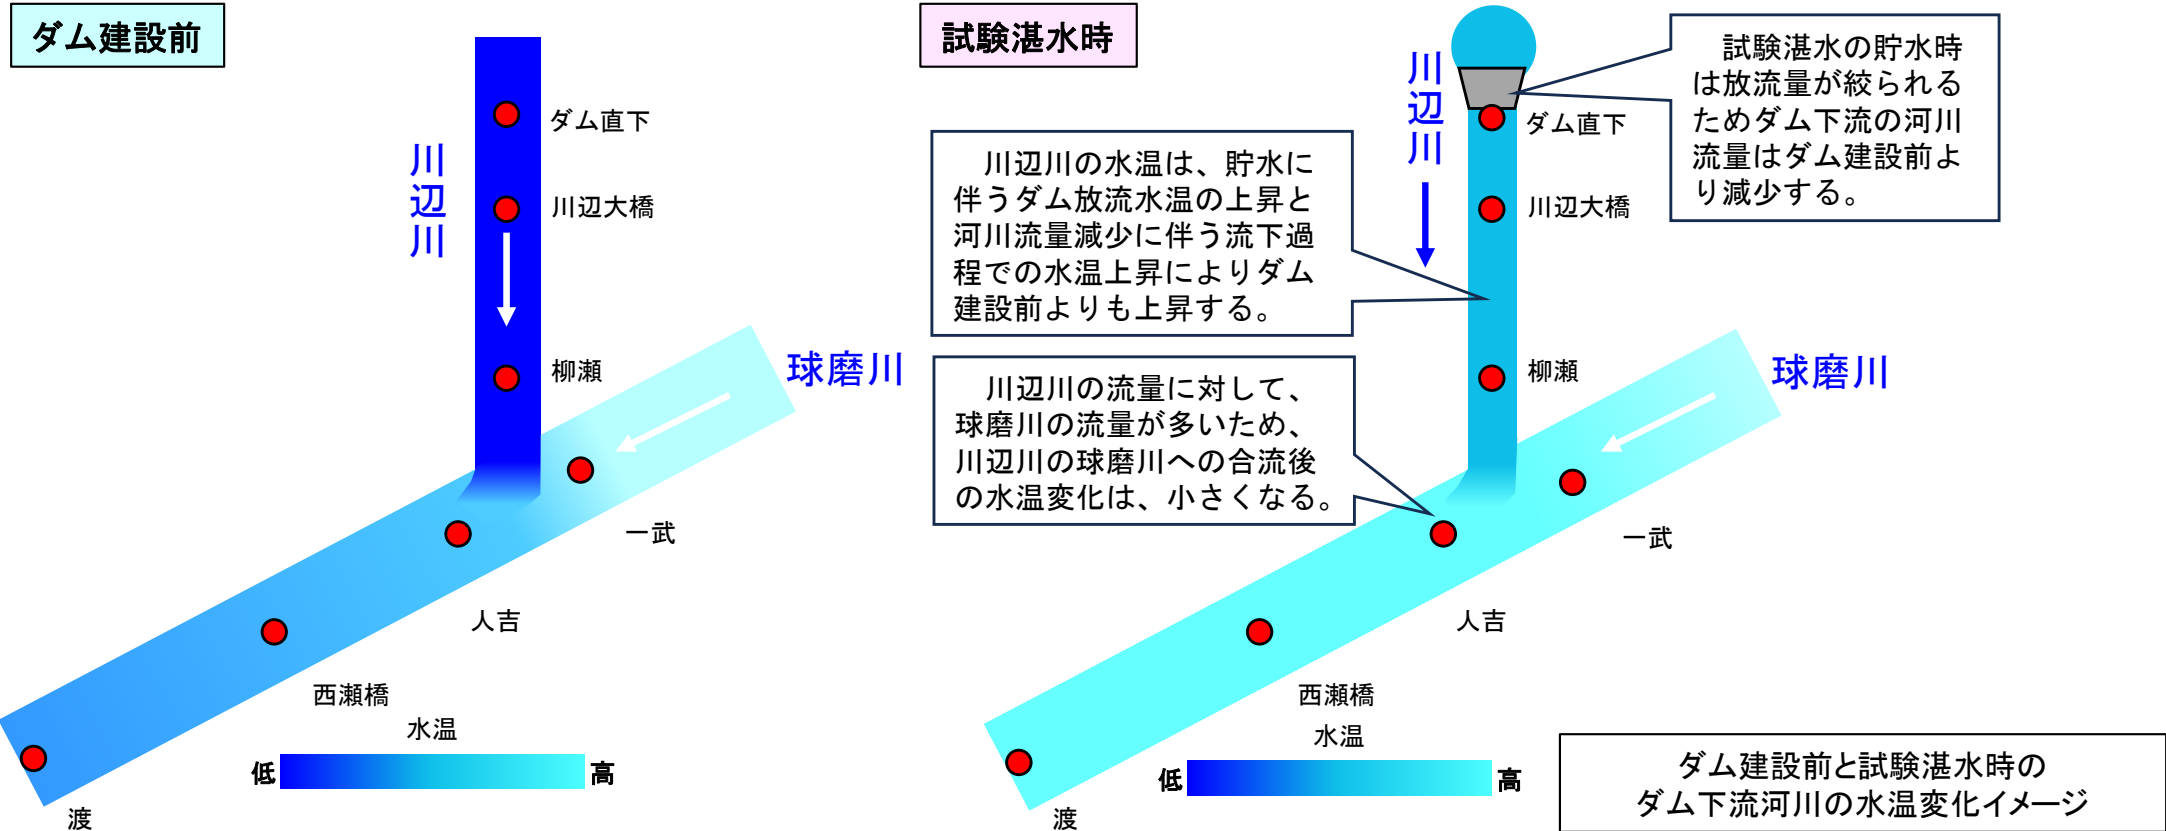 ダム建設前
川辺川
ダム直下
川辺大橋
柳瀬
球磨川
一武
人吉
西瀬橋
渡
水温
低
高
試験湛水時
川辺川
ダム直下
川辺大橋
柳瀬
球磨川
一武
人吉
西瀬橋
渡
水温
低
高
試験湛水の貯水時
は放流量が絞られる
ためダム下流の河川
流量はダム建設前よ
り減少する。
川辺川の水温は、貯水に
伴うダム放流水温の上昇と
河川流量減少に伴う流下過
程での水温上昇によりダム
建設前よりも上昇する。
川辺川の流量に対して、
球磨川の流量が多いため、
川辺川の球磨川への合流後
の水温変化は、小さくなる。
ダム建設前と試験湛水時の
ダム下流河川の水温変化イメージ